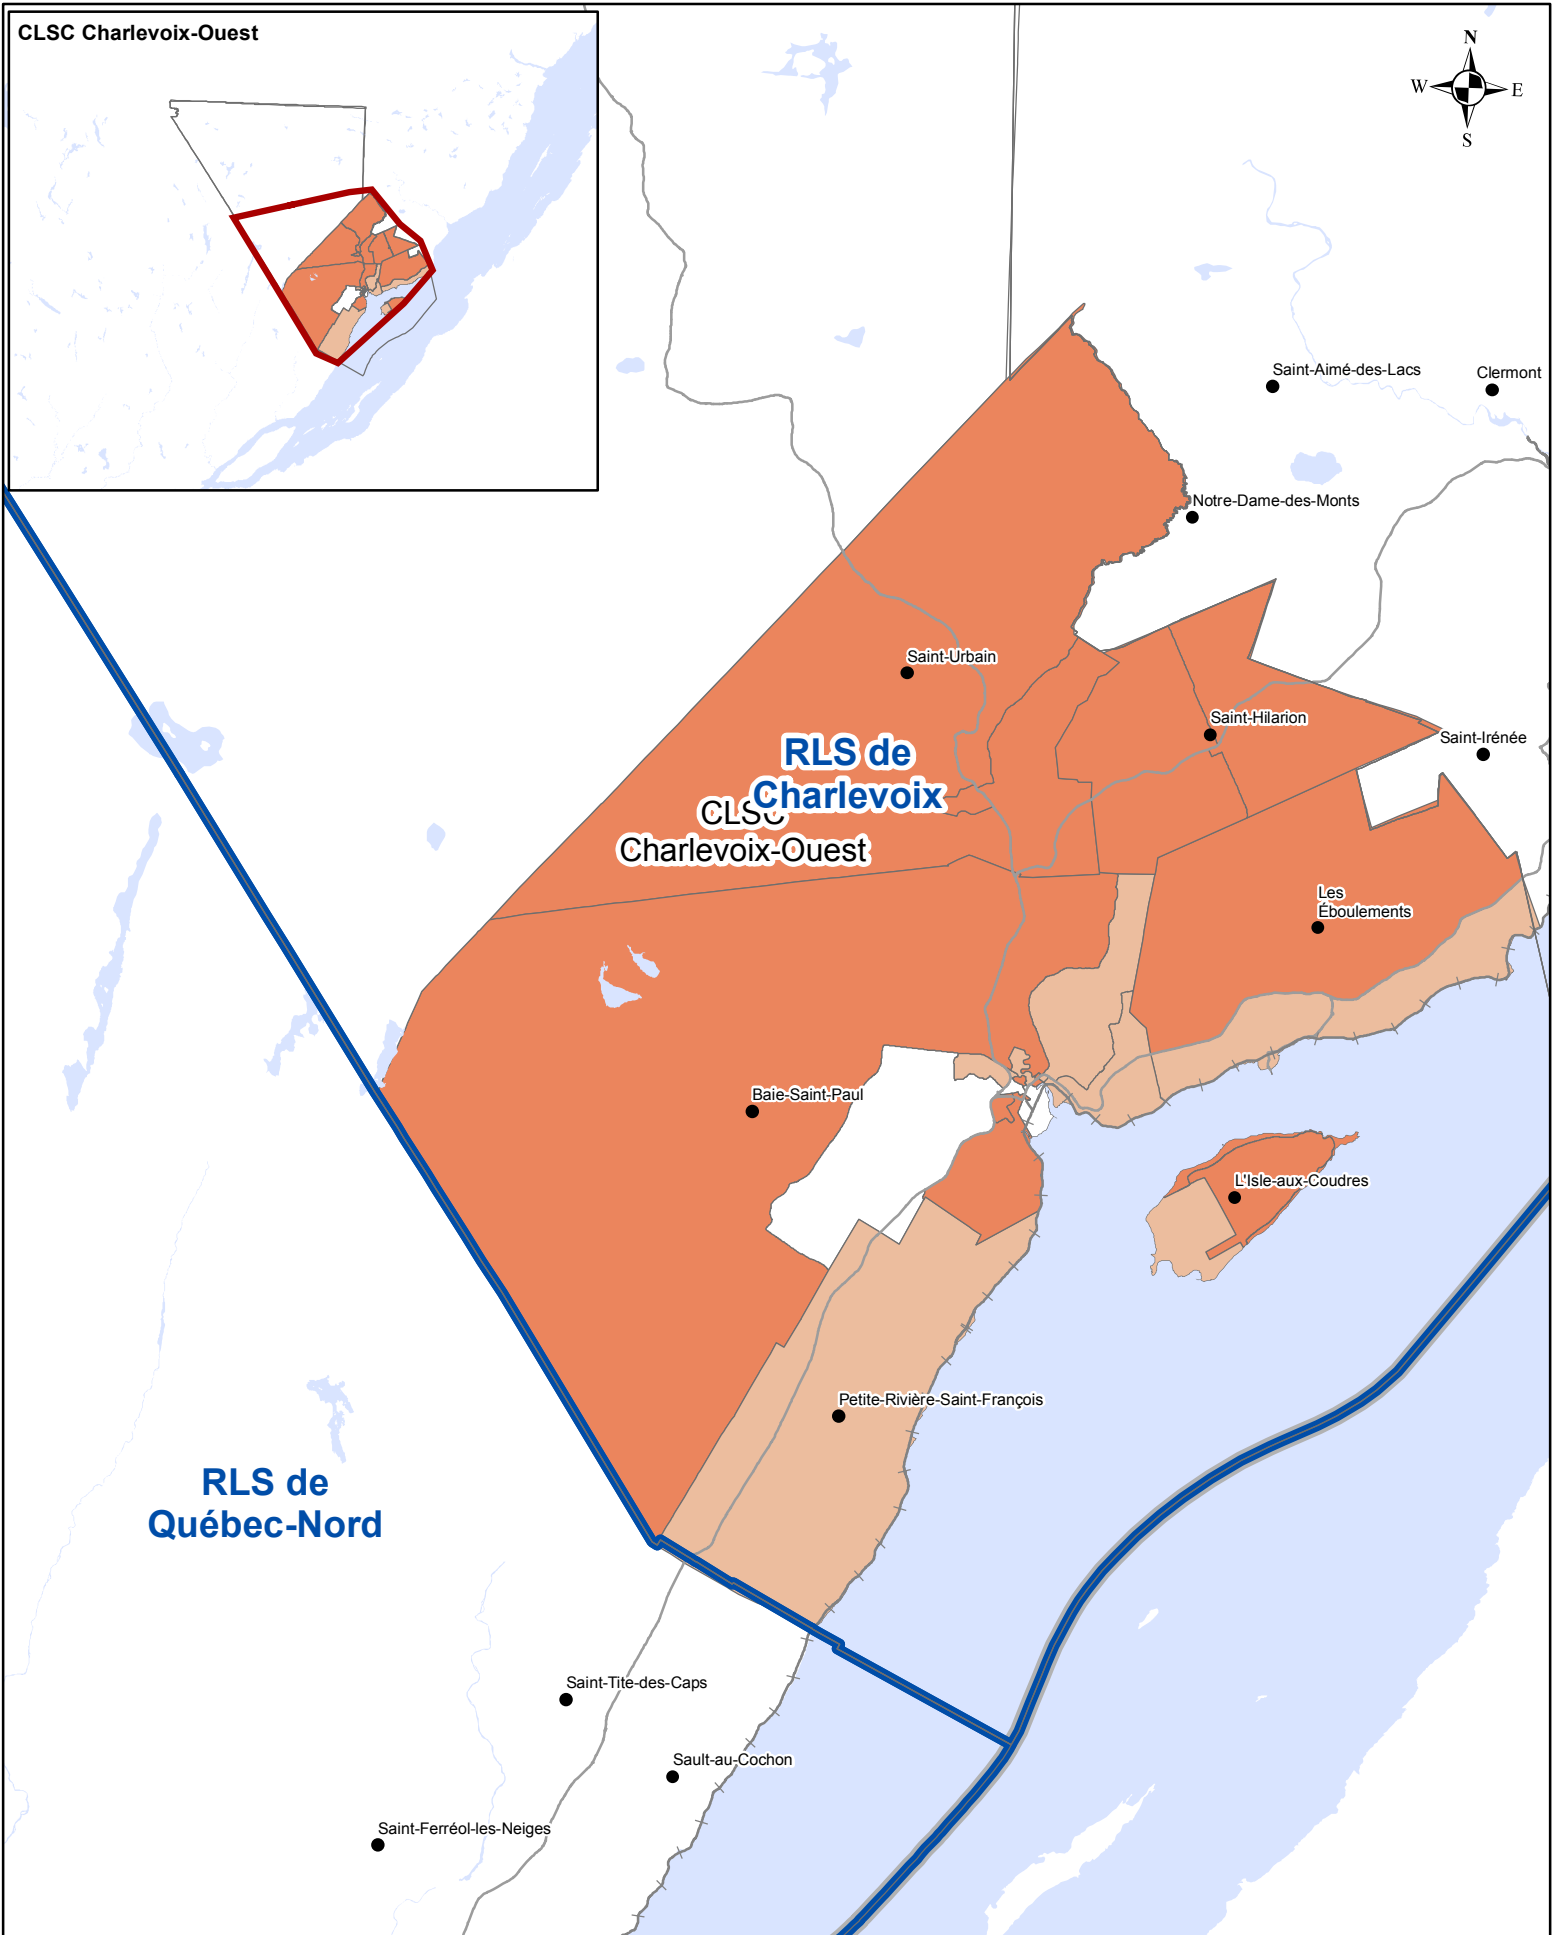 CLSC Charlevoix-Ouest
N
W
E
S
Saint-Aimé-des-Lacs
Clermont
Notre-Dame-des-Monts
Saint-Urbain
Saint-Hilarion
Saint-Irénée
RLS de
Charlevoix
CLSC
Charlevoix-Ouest
Les
Éboulements
Baie-Saint-Paul
L'Isle-aux-Coudres
Petite-Rivière-Saint-François
RLS de
Québec-Nord
Saint-Tite-des-Caps
Sault-au-Cochon
Saint-Ferréol-les-Neiges